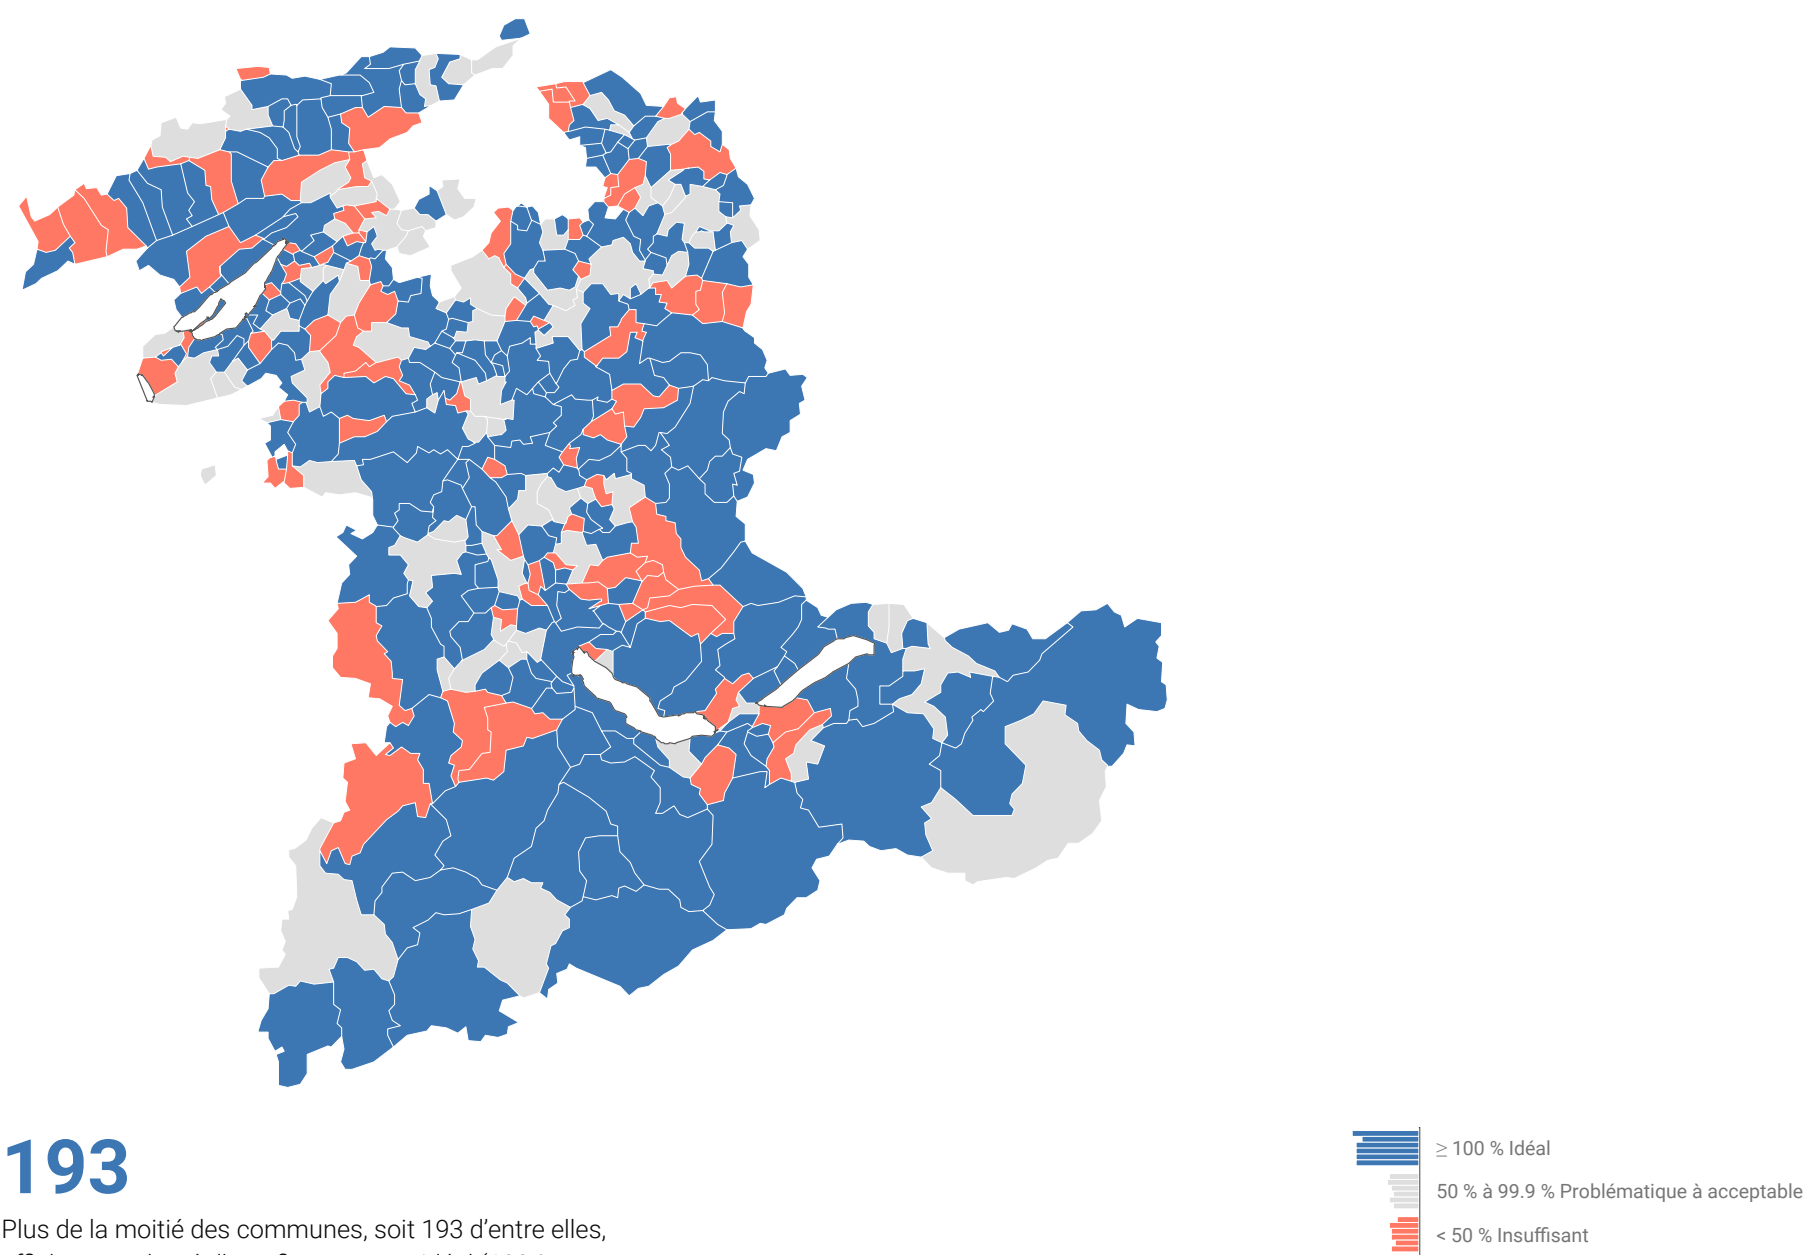 193
Plus de la moitié des communes, soit 193 d'entre elles,
≥ 100 % Idéal
50 % à 99.9 % Problématique à acceptable
< 50 % Insuffisant